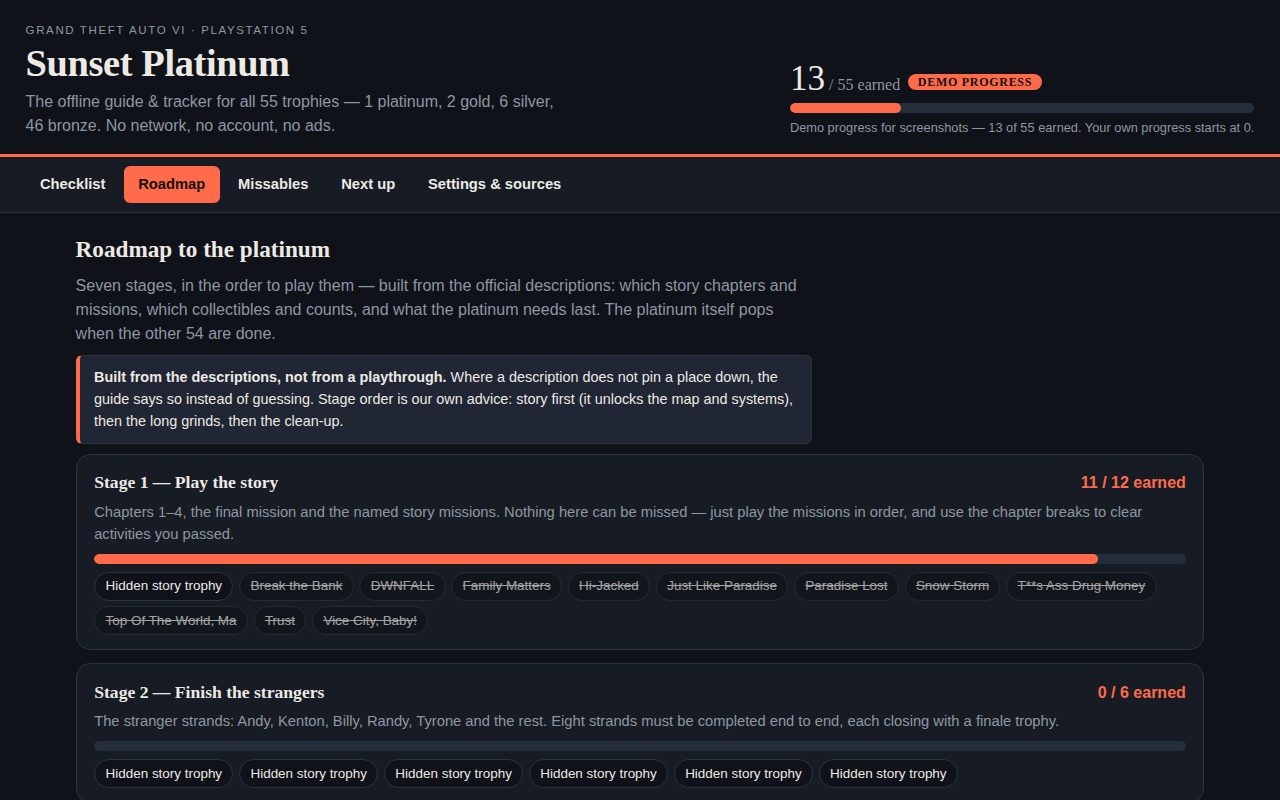 GRAND THEFT AUTO VI · PLAYSTATION 5
Sunset Platinum
The offline guide & tracker for all 55 trophies — 1 platinum, 2 gold, 6 silver,
46 bronze. No network, no account, no ads.
13 / 55 earned DEMO PROGRESS
Demo progress for screenshots — 13 of 55 earned. Your own progress starts at 0.
Checklist Roadmap Missables Next up Settings & sources
Roadmap to the platinum
Seven stages, in the order to play them — built from the official descriptions: which story chapters and
missions, which collectibles and counts, and what the platinum needs last. The platinum itself pops
when the other 54 are done.
Built from the descriptions, not from a playthrough. Where a description does not pin a place down, the
guide says so instead of guessing. Stage order is our own advice: story first (it unlocks the map and systems),
then the long grinds, then the clean-up.
Stage 1 — Play the story 11 / 12 earned
Chapters 1–4, the final mission and the named story missions. Nothing here can be missed — just play the missions in order, and use the chapter breaks to clear
activities you passed.
Hidden story trophy Break the Bank DWNFALL Family Matters Hi-Jacked Just Like Paradise Paradise Lost Snow Storm T**s Ass Drug Money
Top Of The World, Ma Trust Vice City, Baby!
Stage 2 — Finish the strangers 0 / 6 earned
The stranger strands: Andy, Kenton, Billy, Randy, Tyrone and the rest. Eight strands must be completed end to end, each closing with a finale trophy.
Hidden story trophy Hidden story trophy Hidden story trophy Hidden story trophy Hidden story trophy Hidden story trophy